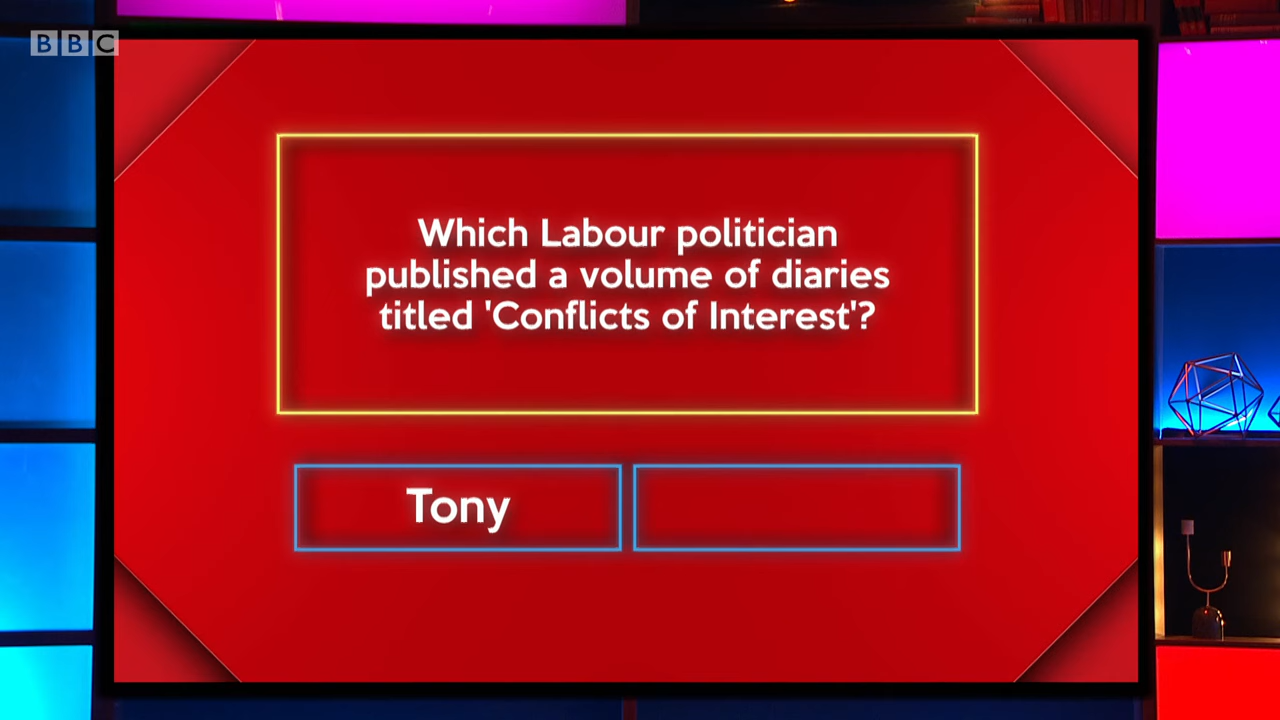 BBC
Which Labour politician
published a volume of diaries
titled 'Conflicts of Interest'?
Tony